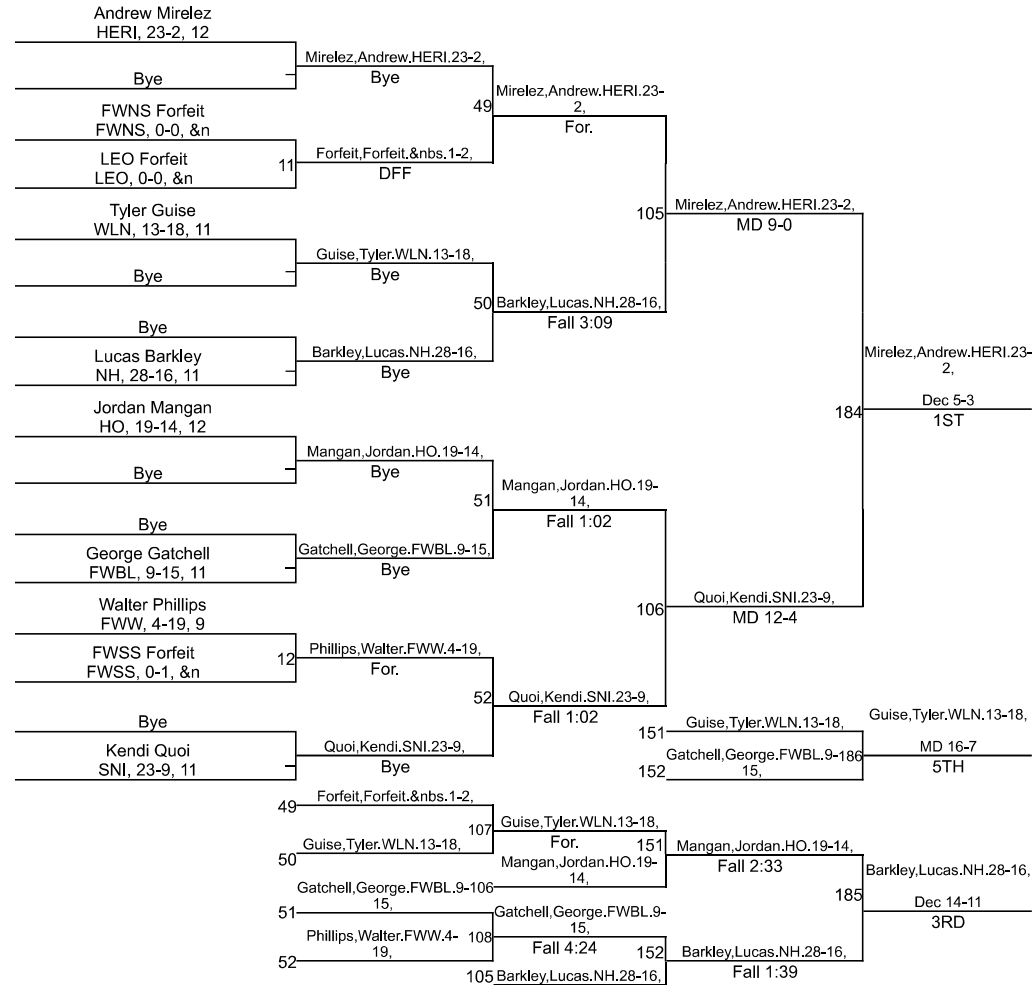 Andrew Mirelez
HERI, 23-2, 12
Bye
Mirelez,Andrew.HERI.23-2,
Bye
FWNS Forfeit
FWNS, 0-0, &n
LEO Forfeit
LEO, 0-0, &n
11
Forfeit,Forfeit.&nbs.1-2,
DFF
49
Mirelez,Andrew.HERI.23-
2,
For.
Tyler Guise
WLN, 13-18, 11
Bye
Guise,Tyler.WLN.13-18,
Bye
Bye
Lucas Barkley
NH, 28-16, 11
Barkley,Lucas.NH.28-16,
Bye
50
Barkley,Lucas.NH.28-16,
Fall 3:09
105
Mirelez,Andrew.HERI.23-2,
MD 9-0
Jordan Mangan
HO, 19-14, 12
Bye
Mangan,Jordan.HO.19-14,
Bye
Bye
George Gatchell
FWBL, 9-15, 11
Gatchell,George.FWBL.9-15,
Bye
51
Mangan,Jordan.HO.19-
14,
Fall 1:02
Walter Phillips
FWW, 4-19, 9
FWSS Forfeit
FWSS, 0-1, &n
12
Phillips,Walter.FWW.4-19,
For.
Bye
Kendi Quoi
SNI, 23-9, 11
Quoi,Kendi.SNI.23-9,
Bye
52
Quoi,Kendi.SNI.23-9,
Fall 1:02
106
Quoi,Kendi.SNI.23-9,
MD 12-4
184
Mirelez,Andrew.HERI.23-
2,
Dec 5-3
1ST
151
Guise,Tyler.WLN.13-18,
152
Gatchell,George.FWBL.9-
15,
186
Guise,Tyler.WLN.13-18,
MD 16-7
5TH
49
Forfeit,Forfeit.&nbs.1-2,
50
Guise,Tyler.WLN.13-18,
107
Guise,Tyler.WLN.13-18,
For.
106
Mangan,Jordan.HO.19-
14,
151
Mangan,Jordan.HO.19-14,
Fall 2:33
51
Gatchell,George.FWBL.9-
15,
52
Phillips,Walter.FWW.4-
19,
108
Gatchell,George.FWBL.9-
15,
Fall 4:24
105
Barkley,Lucas.NH.28-16,
152
Barkley,Lucas.NH.28-16,
Fall 1:39
185
Barkley,Lucas.NH.28-16,
Dec 14-11
3RD